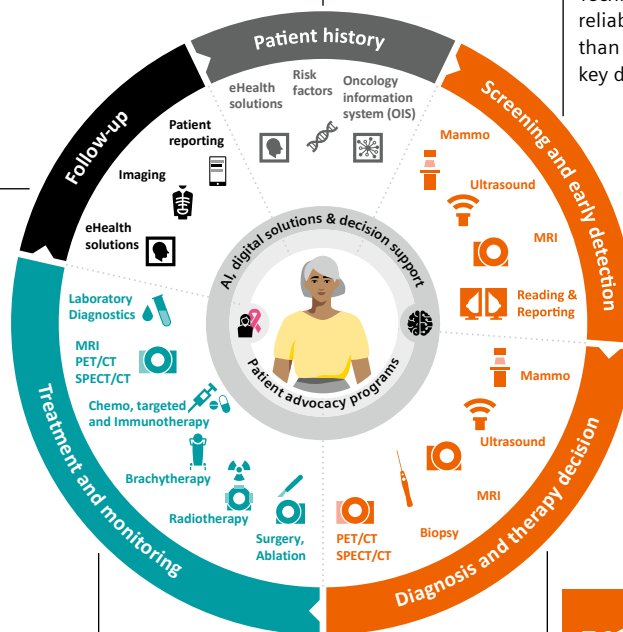 Patient history
eHealth
solutions
Risk
factors
Oncology
information
system (OIS)
Screening and early detection
Mammo
Ultrasound
MRI
Reading &
Reporting
Diagnosis and therapy decision
Mammo
Ultrasound
MRI
Biopsy
PET/CT
SPECT/CT
Treatment and monitoring
Surgery,
Ablation
Radiotherapy
Brachytherapy
Chemo, targeted
and Immunotherapy
MRI
PET/CT
SPECT/CT
Laboratory
Diagnostics
Follow-up
eHealth
solutions
Imaging
Patient
reporting
AI, digital solutions & decision support
Patient advocacy programs
than
key d